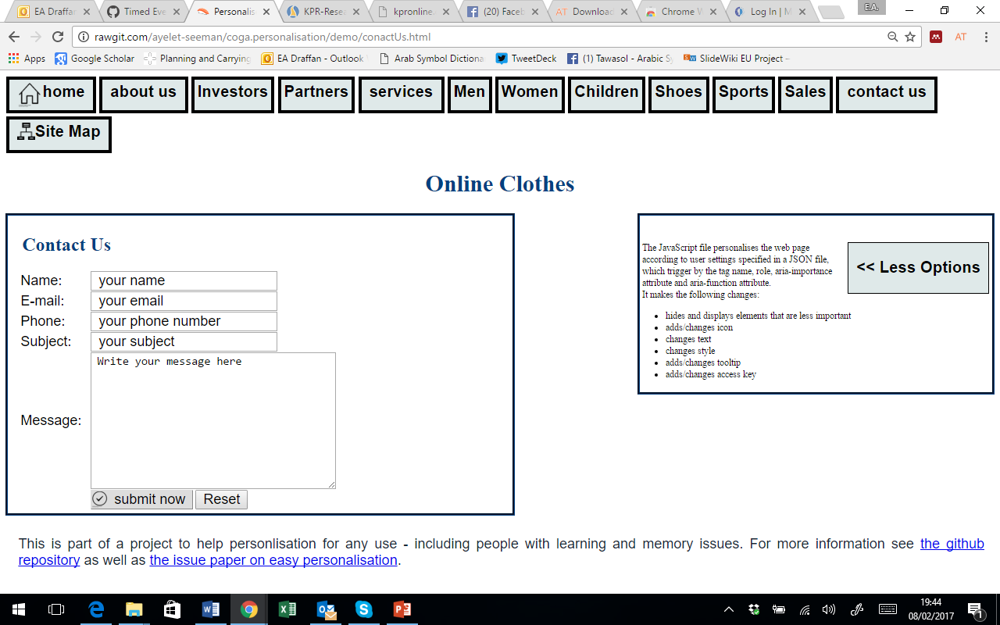 EA Draffan
Timed Eve
Personalis
KPR-Resea
kpronline.
(20) Faceb
AT Download
Chrome W
Log In | M
E.A.
rawgit.com/ayelet-seeman/coga.personalisation/demo/conactUs.html
AT
Apps
Google Scholar
Planning and Carrying
EA Draffan - Outlook
Arab Symbol Dictiona
TweetDeck
(1) Tawasol - Arabic Sy
SlideWiki EU Project –
home
about us
Investors
Partners
services
Men
Women
Children
Shoes
Sports
Sales
contact us
Site Map
Online Clothes
Contact Us
Name:
your name
E-mail:
your email
Phone:
your phone number
Subject:
your subject
Message:
Write your message here
submit now
Reset
The JavaScript file personalises the web page
according to user settings specified in a JSON file,
which trigger by the tag name, role, aria-importance
attribute and aria-function attribute.
It makes the following changes:
<< Less Options
hides and displays elements that are less important
adds/changes icon
changes text
changes style
adds/changes tooltip
adds/changes access key
This is part of a project to help personlisation for any use - including people with learning and memory issues. For more information see the github
repository as well as the issue paper on easy personalisation.
19:44
08/02/2017
1